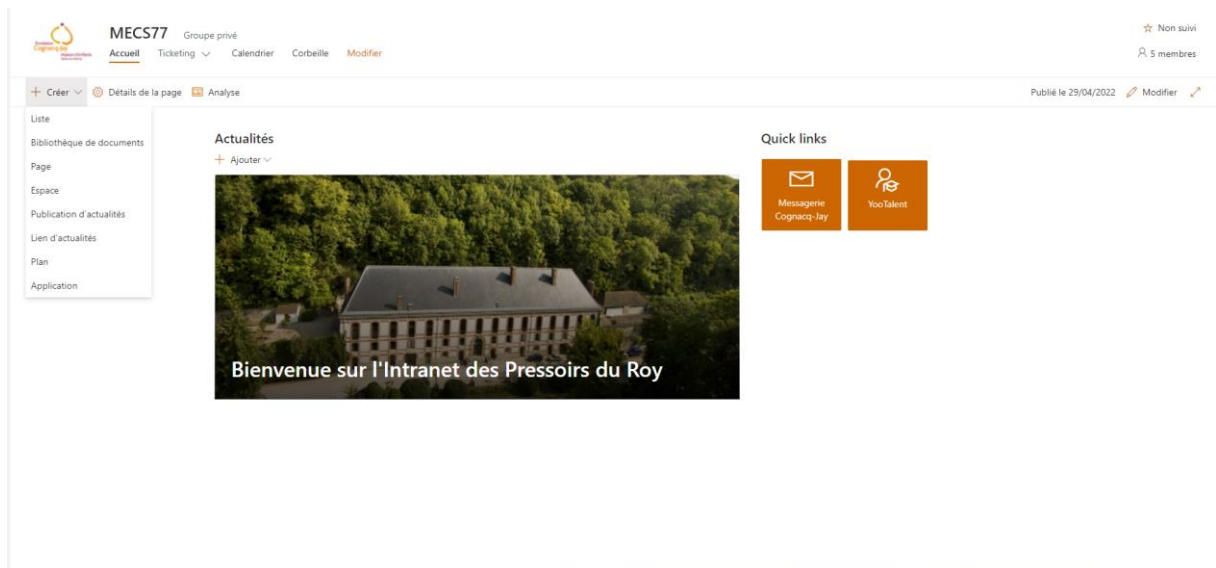 Cognacq-Jay
MECS77 Groupe privé
Non suivi
Accueil Ticketing Calendrier Corbeille Modifier
5 membres
Créer Détails de la page Analyse
Publié le 29/04/2022 Modifier
Liste
Bibliothèque de documents
Page
Espace
Publication d'actualités
Lien d'actualités
Plan
Application
Actualités
Ajouter
Bienvenue sur l'Intranet des Pressoirs du Roy
Quick links
Messagerie
Cognacq-Jay
YooTalent